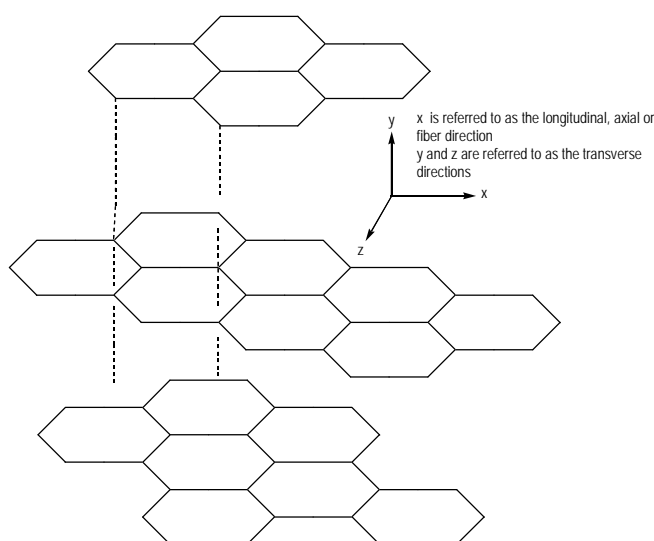 y
x is referred to as the longitudinal, axial or
fiber direction
y and z are referred to as the transverse
directions
x
z